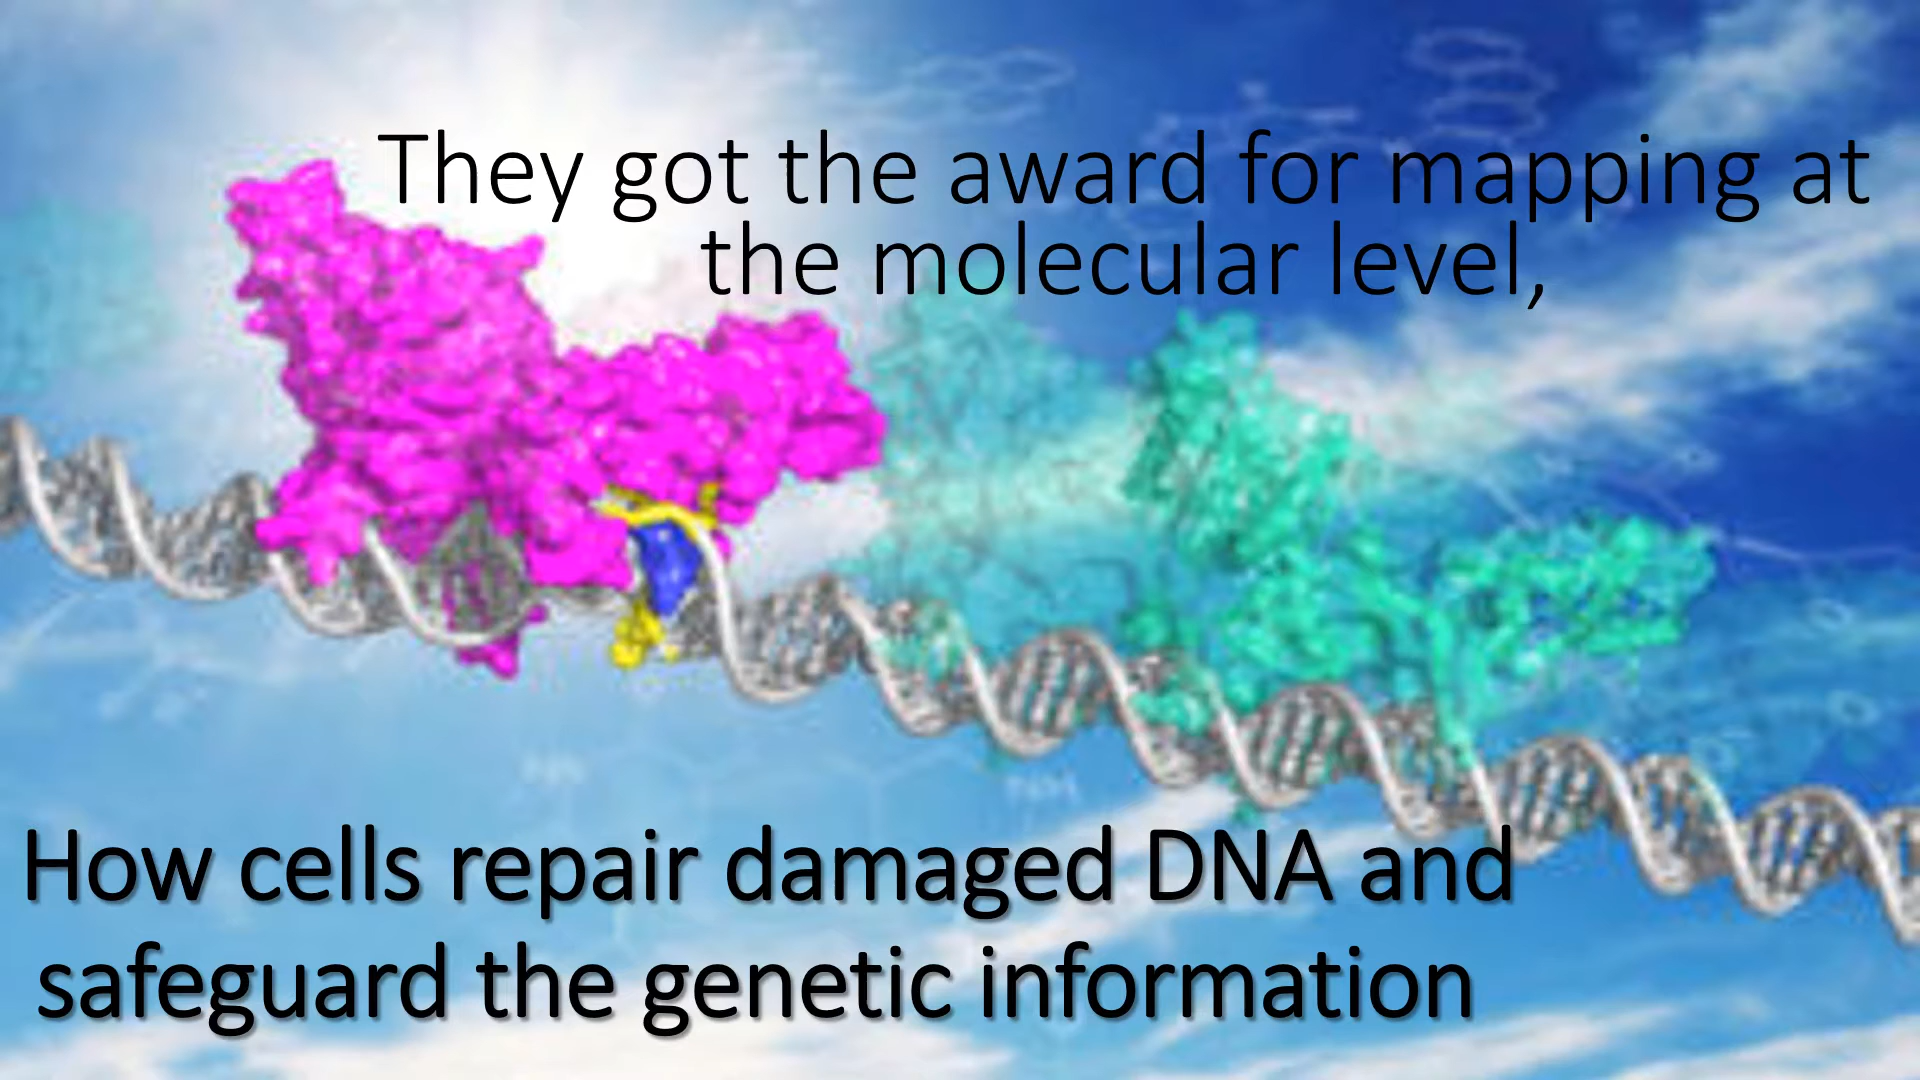 They got the award for mapping at
the molecular level,
How cells repair damaged DNA and
safeguard the genetic information